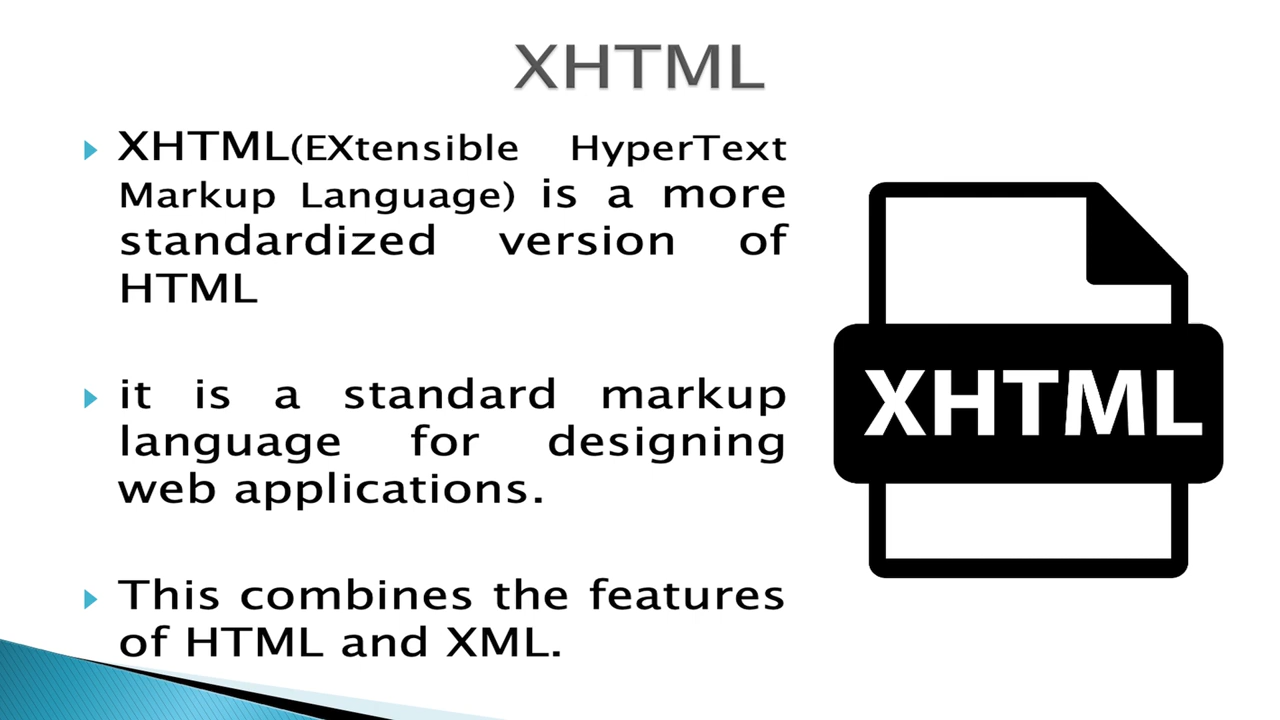 XHTML
XHTML(EXtensible HyperText
Markup Language) is a more
standardized version of
HTML
it is a standard markup
language for designing
web applications.
This combines the features
of HTML and XML.
XHTML